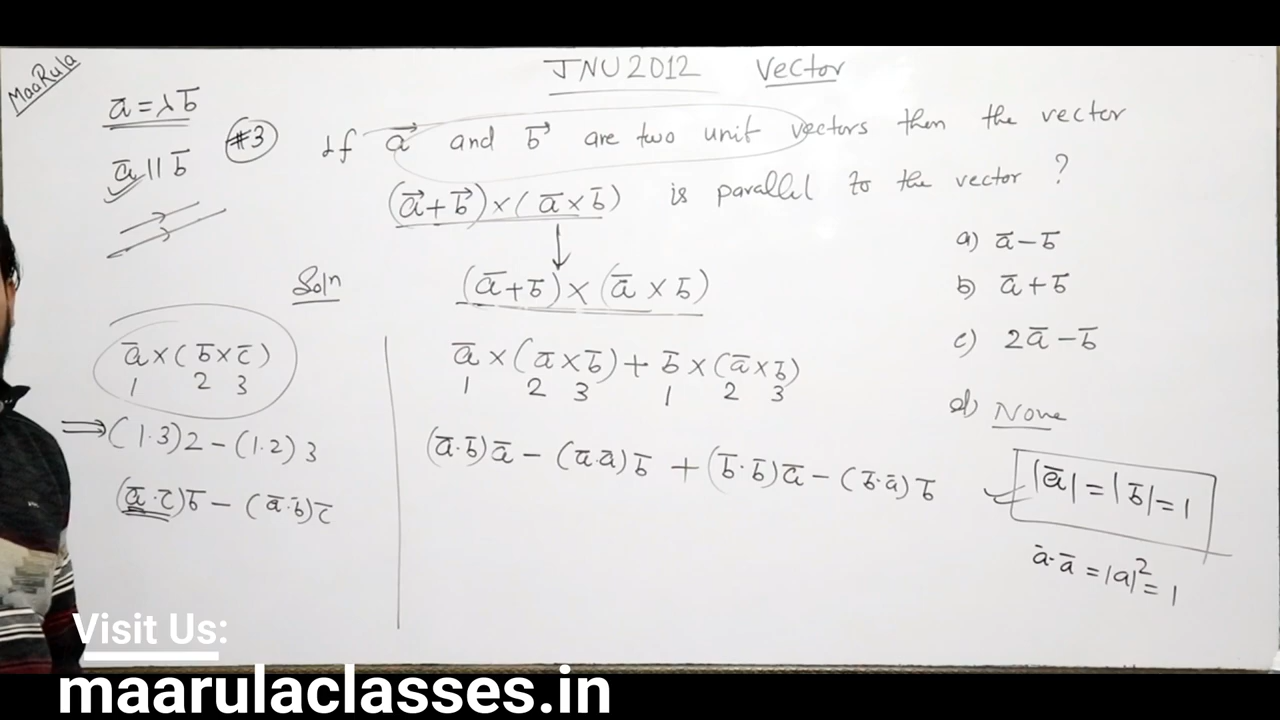 MaaRula
JNU 2012 Vector
a̅ = λb̅
a̅ || b̅
#3 If a⃗ and b⃗ are two unit vectors then the vector
(a⃗ + b⃗) × (a̅ × b̅) is parallel to the vector ?
a) a̅ − b̅
b) a̅ + b̅
c) 2a̅ − b̅
d) None
Solⁿ
(a̅ + b̅) × (a̅ × b̅)
a̅ × (b̅ × c̅)
1 2 3
⇒ (1·3)2 − (1·2)3
(a̅·c̅)b̅ − (a̅·b̅)c̅
a̅ × (a̅ × b̅) + b̅ × (a̅ × b̅)
1 2 3 1 2 3
(a̅·b̅)a̅ − (a̅·a̅)b̅ + (b̅·b̅)a̅ − (b̅·a̅)b̅
|a̅| = |b̅| = 1
a̅·a̅ = |a|² = 1
Visit Us:
maarulaclasses.in